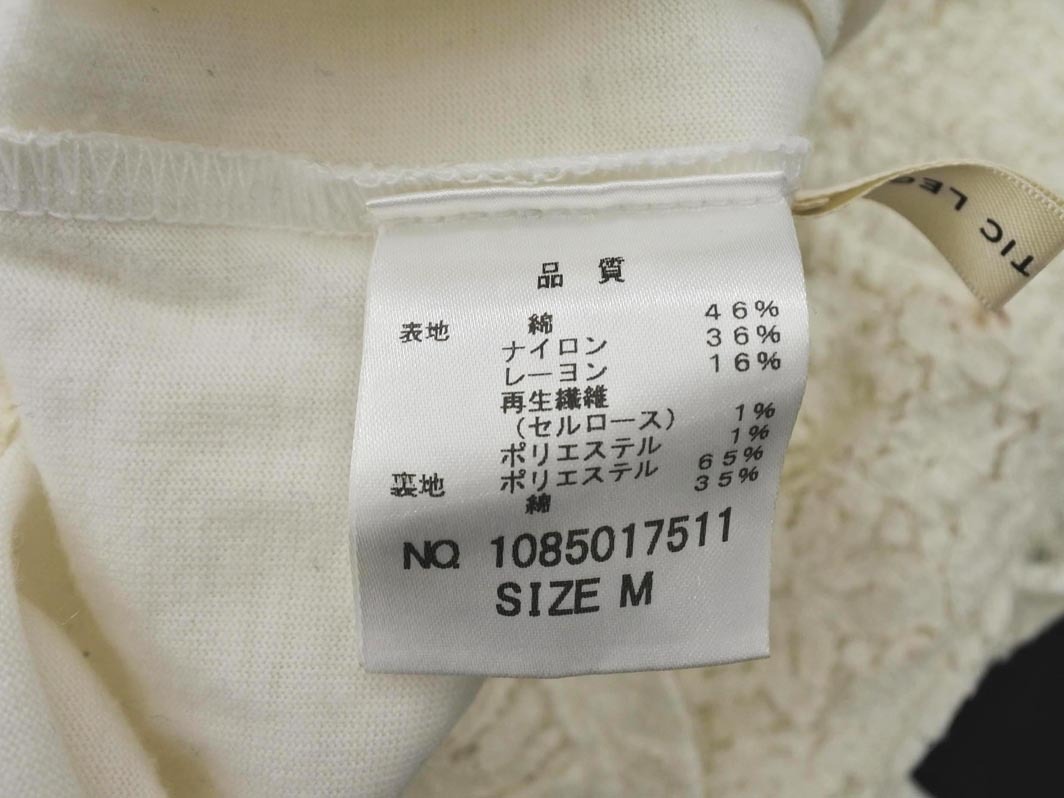 品質
表地 綿 46%
ナイロン 36%
レーヨン 16%
再生繊維
(セルロース) 1%
ポリエステル 1%
裏地 ポリエステル 65%
綿 35%
NO. 1085017511
SIZE M
TIC LE